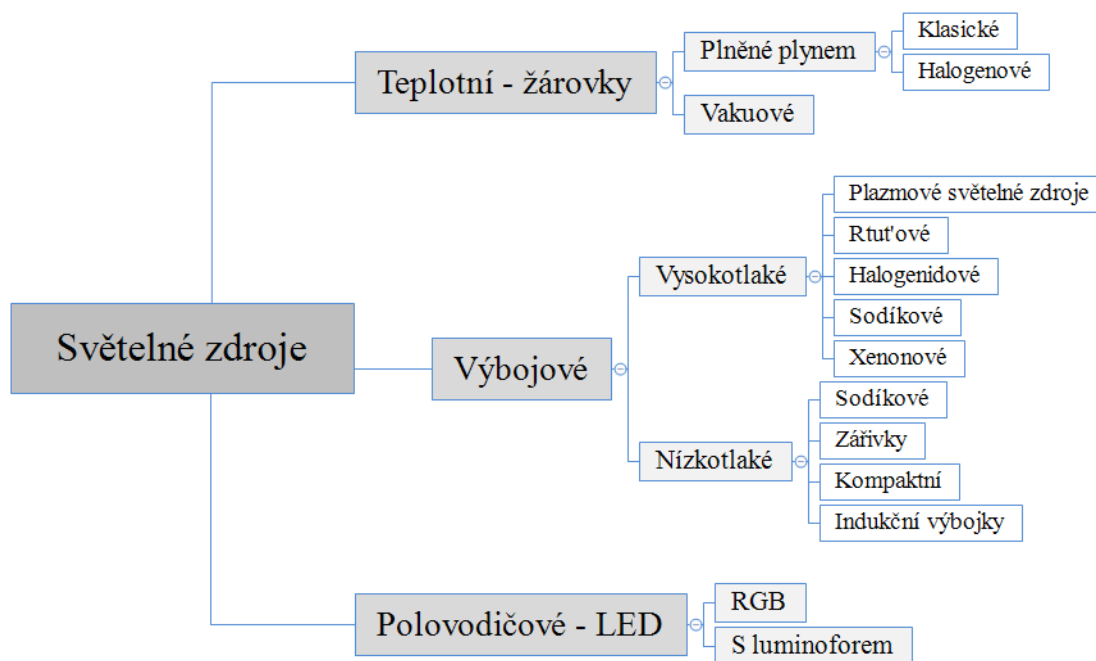 Světelné zdroje
Teplotní - žárovky
Plněné plynem
Klasické
Halogenové
Vakuové
Výbojové
Vysokotlaké
Plazmové světelné zdroje
Rtuťové
Halogenidové
Sodíkové
Xenonové
Nízkotlaké
Sodíkové
Zářivky
Kompaktní
Indukční výbojky
Polovodičové - LED
RGB
S luminoforem